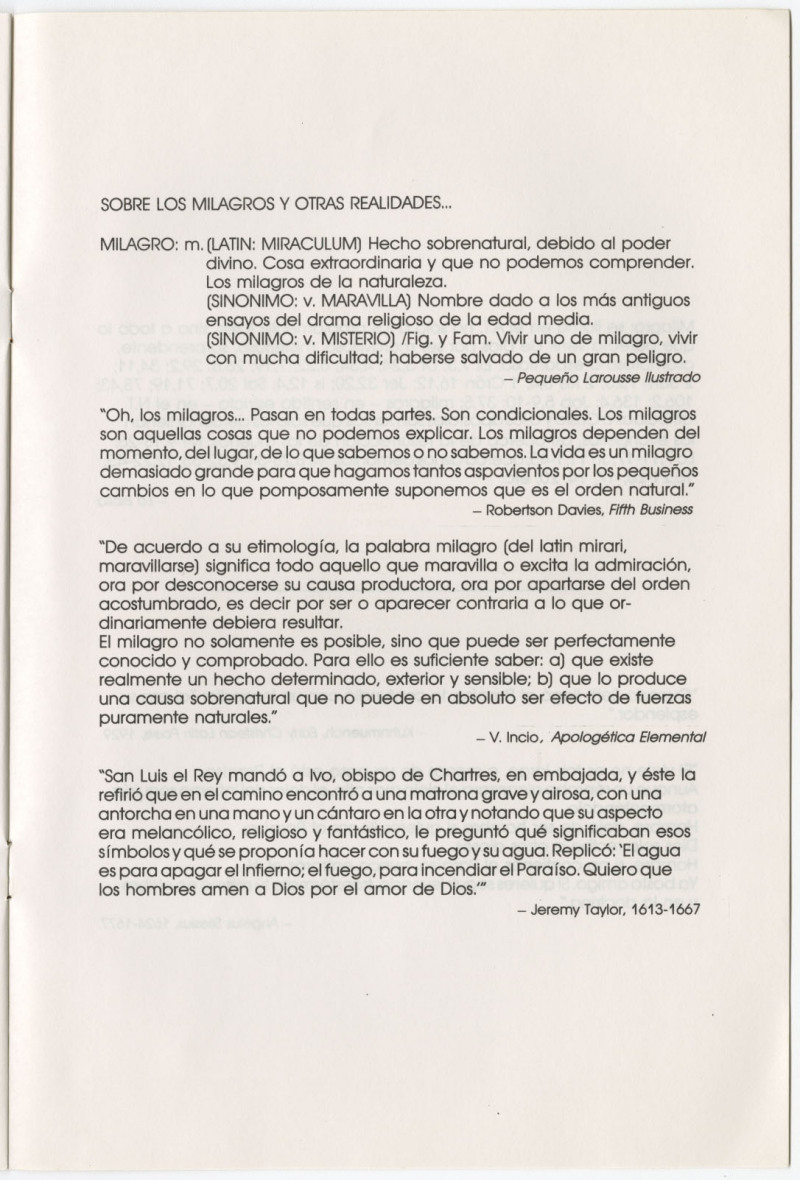 SOBRE LOS MILAGROS Y OTRAS REALIDADES...
MILAGRO: m. (LATIN: MIRACULUM) Hecho sobrenatural, debido al poder
divino. Cosa extraordinaria y que no podemos comprender.
Los milagros de la naturaleza.
(SINONIMO: v. MARAVILLA) Nombre dado a los más antiguos
ensayos del drama religioso de la edad media.
(SINONIMO: v. MISTERIO) /Fig. y Fam. Vivir uno de milagro, vivir
con mucha dificultad; haberse salvado de un gran peligro.
– Pequeño Larousse Ilustrado
"Oh, los milagros... Pasan en todas partes. Son condicionales. Los milagros
son aquellas cosas que no podemos explicar. Los milagros dependen del
momento, del lugar, de lo que sabemos o no sabemos. La vida es un milagro
demasiado grande para que hagamos tantos aspavientos por los pequeños
cambios en lo que pomposamente suponemos que es el orden natural."
– Robertson Davies, Fifth Business
"De acuerdo a su etimología, la palabra milagro (del latin mirari,
maravillarse) significa todo aquello que maravilla o excita la admiración,
ora por desconocerse su causa productora, ora por apartarse del orden
acostumbrado, es decir por ser o aparecer contraria a lo que or-
dinariamente debiera resultar.
El milagro no solamente es posible, sino que puede ser perfectamente
conocido y comprobado. Para ello es suficiente saber: a) que existe
realmente un hecho determinado, exterior y sensible; b) que lo produce
una causa sobrenatural que no puede en absoluto ser efecto de fuerzas
puramente naturales."
– V. Incio, Apologética Elemental
"San Luis el Rey mandó a Ivo, obispo de Chartres, en embajada, y éste la
refirió que en el camino encontró a una matrona grave y airosa, con una
antorcha en una mano y un cántaro en la otra y notando que su aspecto
era melancólico, religioso y fantástico, le preguntó qué significaban esos
símbolos y qué se proponía hacer con su fuego y su agua. Replicó: 'El agua
es para apagar el Infierno; el fuego, para incendiar el Paraíso. Quiero que
los hombres amen a Dios por el amor de Dios.'"
– Jeremy Taylor, 1613-1667